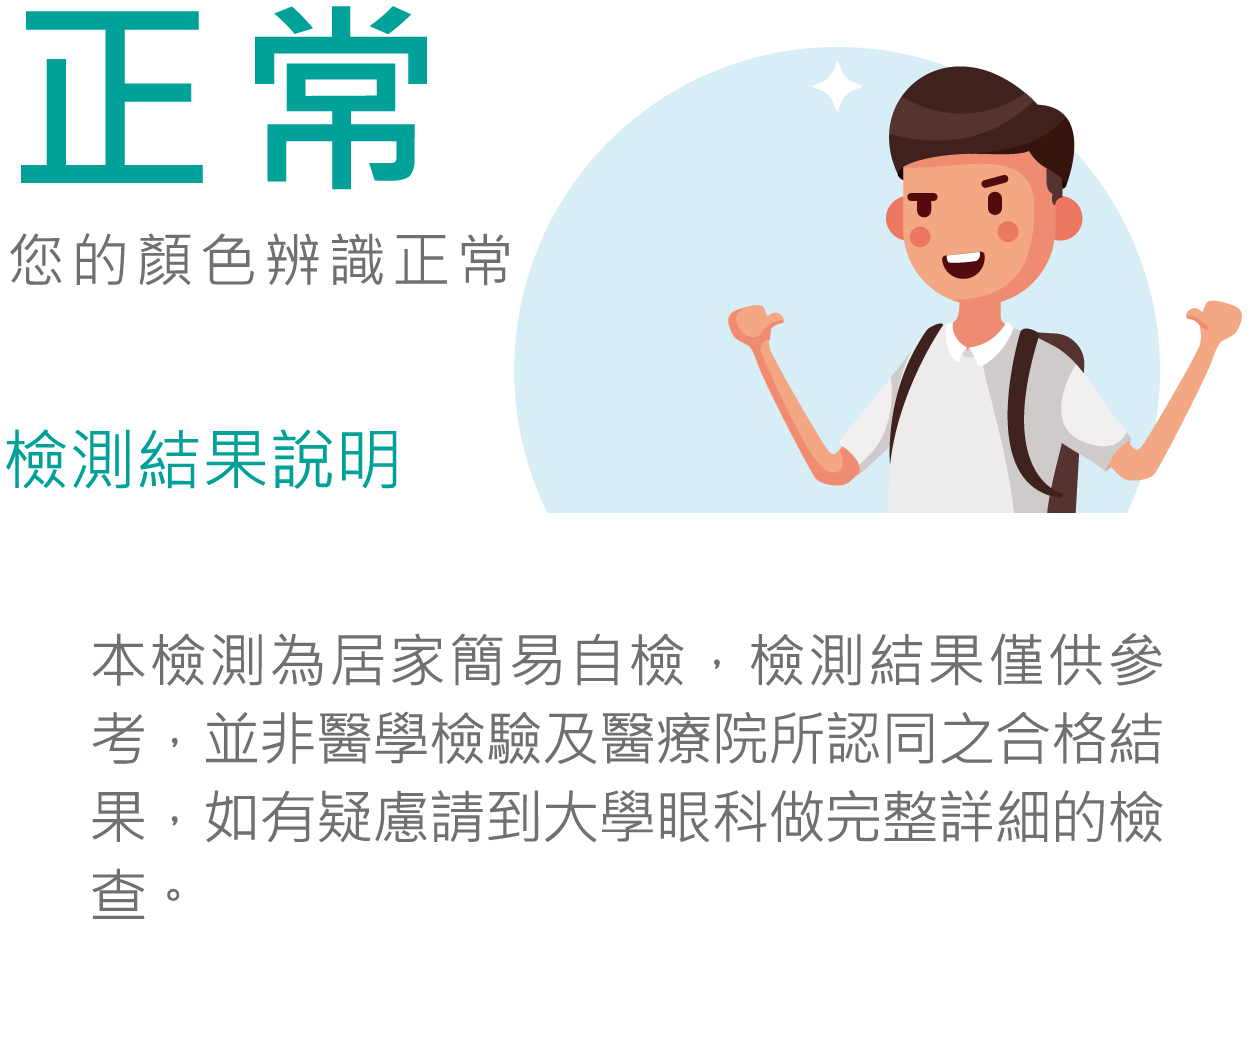 正常
您的顏色辨識正常
檢測結果說明
本檢測為居家簡易自檢，檢測結果僅供參
考，並非醫學檢驗及醫療院所認同之合格結
果，如有疑慮請到大學眼科做完整詳細的檢
查。